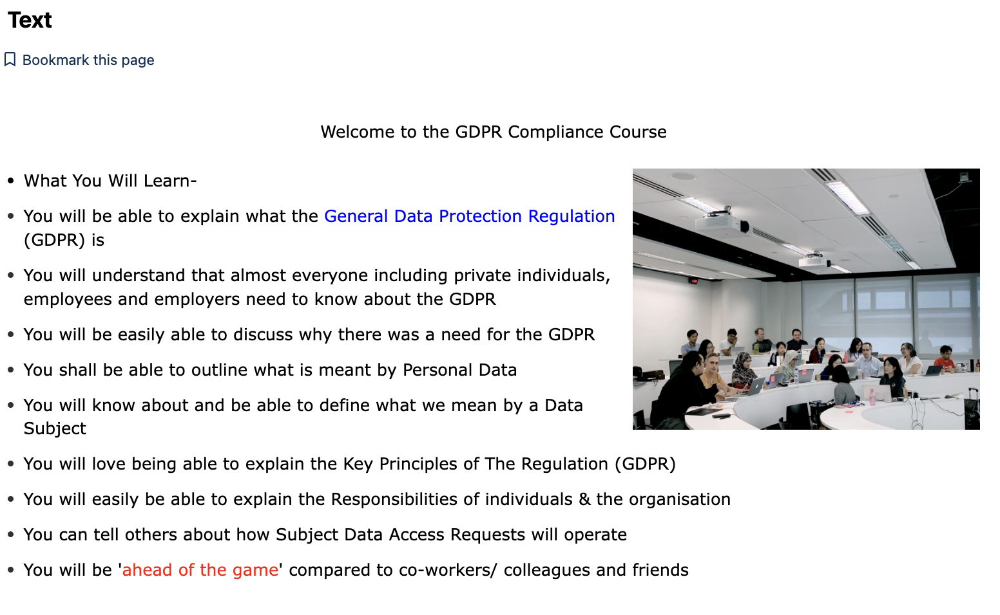 Text
Bookmark this page
Welcome to the GDPR Compliance Course
• What You Will Learn-
• You will be able to explain what the General Data Protection Regulation
(GDPR) is
• You will understand that almost everyone including private individuals,
employees and employers need to know about the GDPR
• You will be easily able to discuss why there was a need for the GDPR
• You shall be able to outline what is meant by Personal Data
• You will know about and be able to define what we mean by a Data
Subject
• You will love being able to explain the Key Principles of The Regulation (GDPR)
• You will easily be able to explain the Responsibilities of individuals & the organisation
• You can tell others about how Subject Data Access Requests will operate
• You will be 'ahead of the game' compared to co-workers/ colleagues and friends